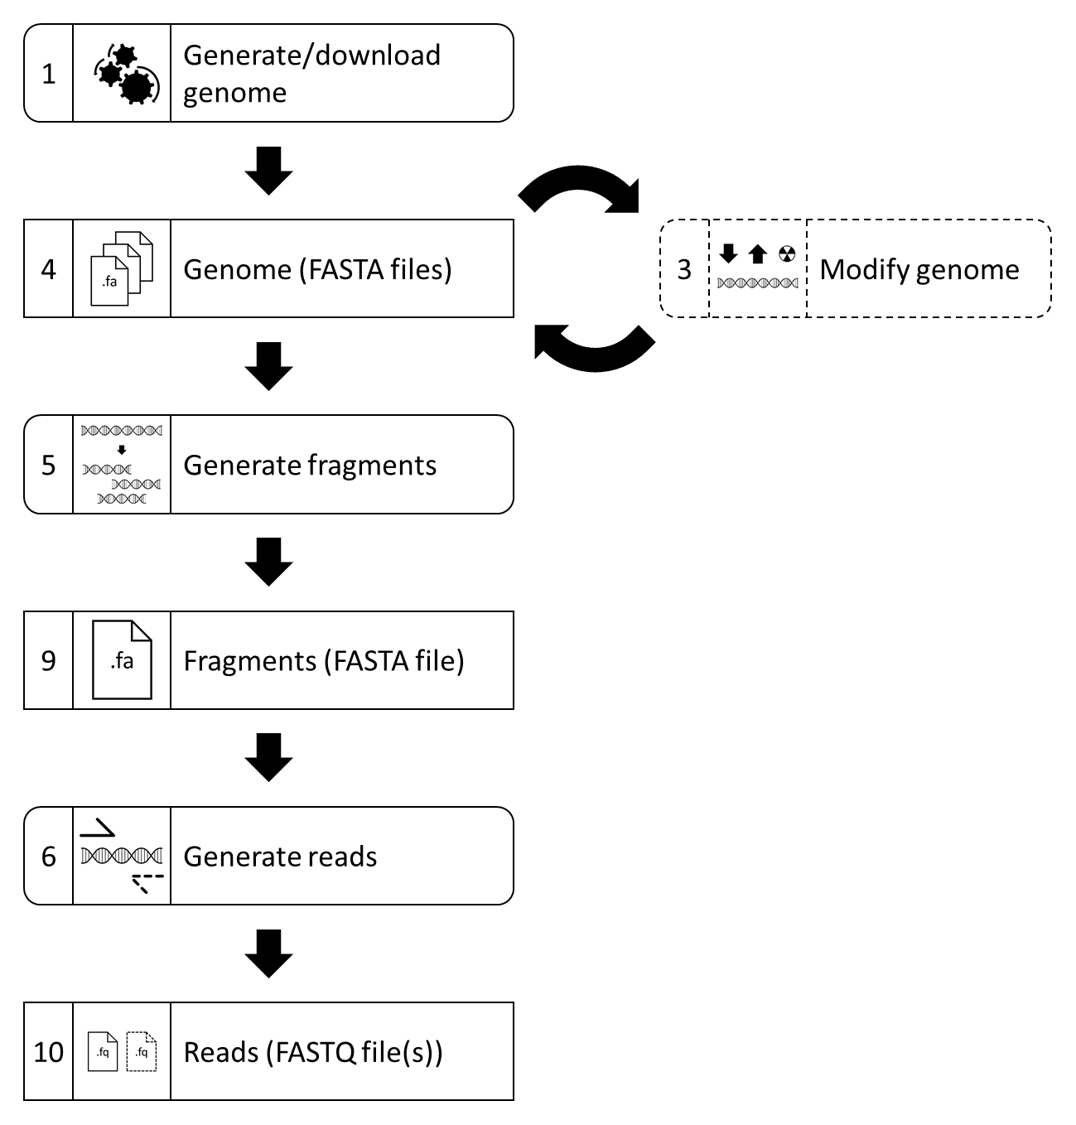 1
Generate/download
genome
4
.fa
Genome (FASTA files)
3
Modify genome
5
Generate fragments
9
.fa
Fragments (FASTA file)
6
Generate reads
10
.fq
.fq
Reads (FASTQ file(s))